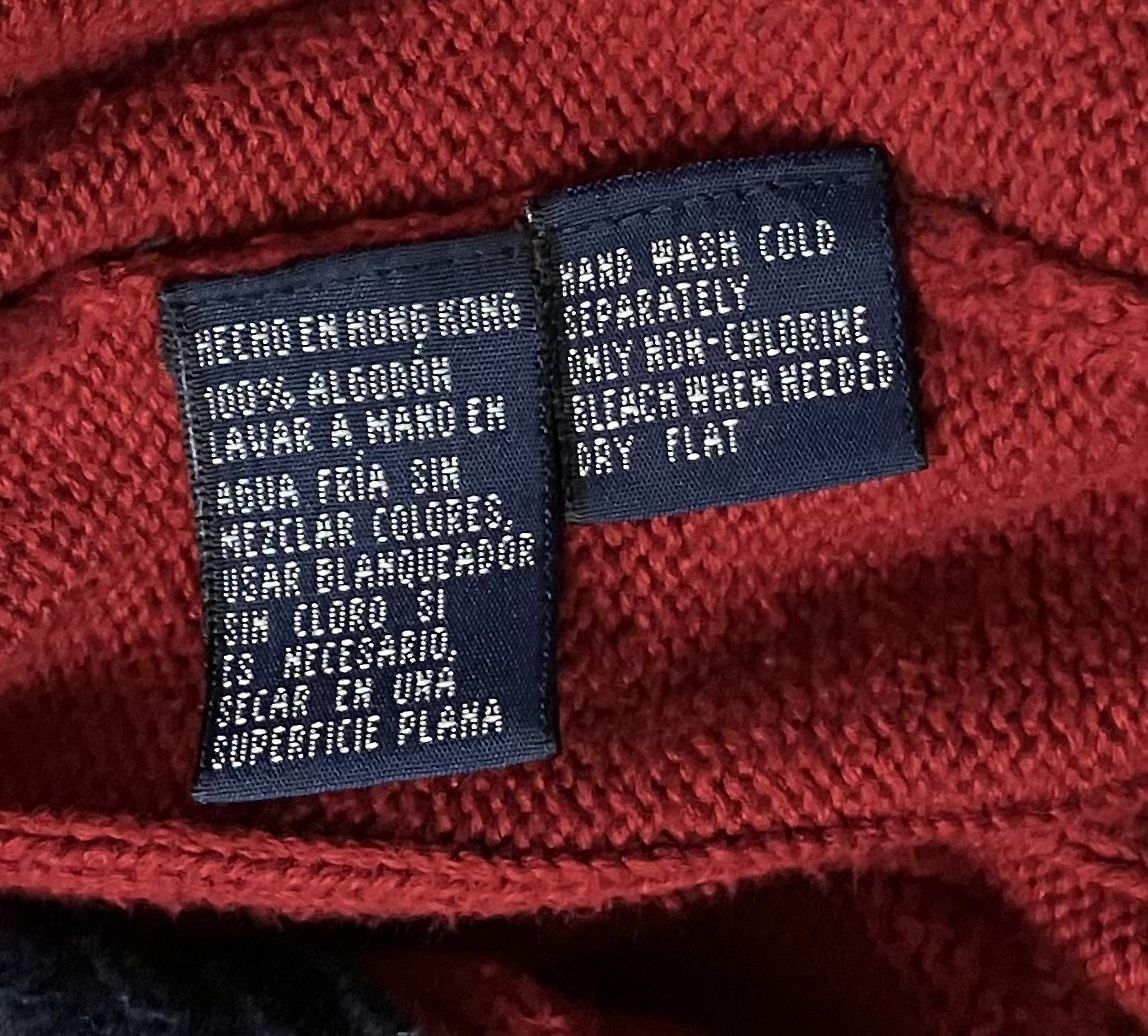 HECHO EN HONG KONG
100% ALGODÓN
LAVAR A MANO EN
AGUA FRÍA SIN
MEZCLAR COLORES,
USAR BLANQUEADOR
SIN CLORO SI
ES NECESARIO.
SECAR EN UNA
SUPERFICIE PLANA
HAND WASH COLD
SEPARATELY
ONLY NON-CHLORINE
BLEACH WHEN NEEDED
DRY FLAT